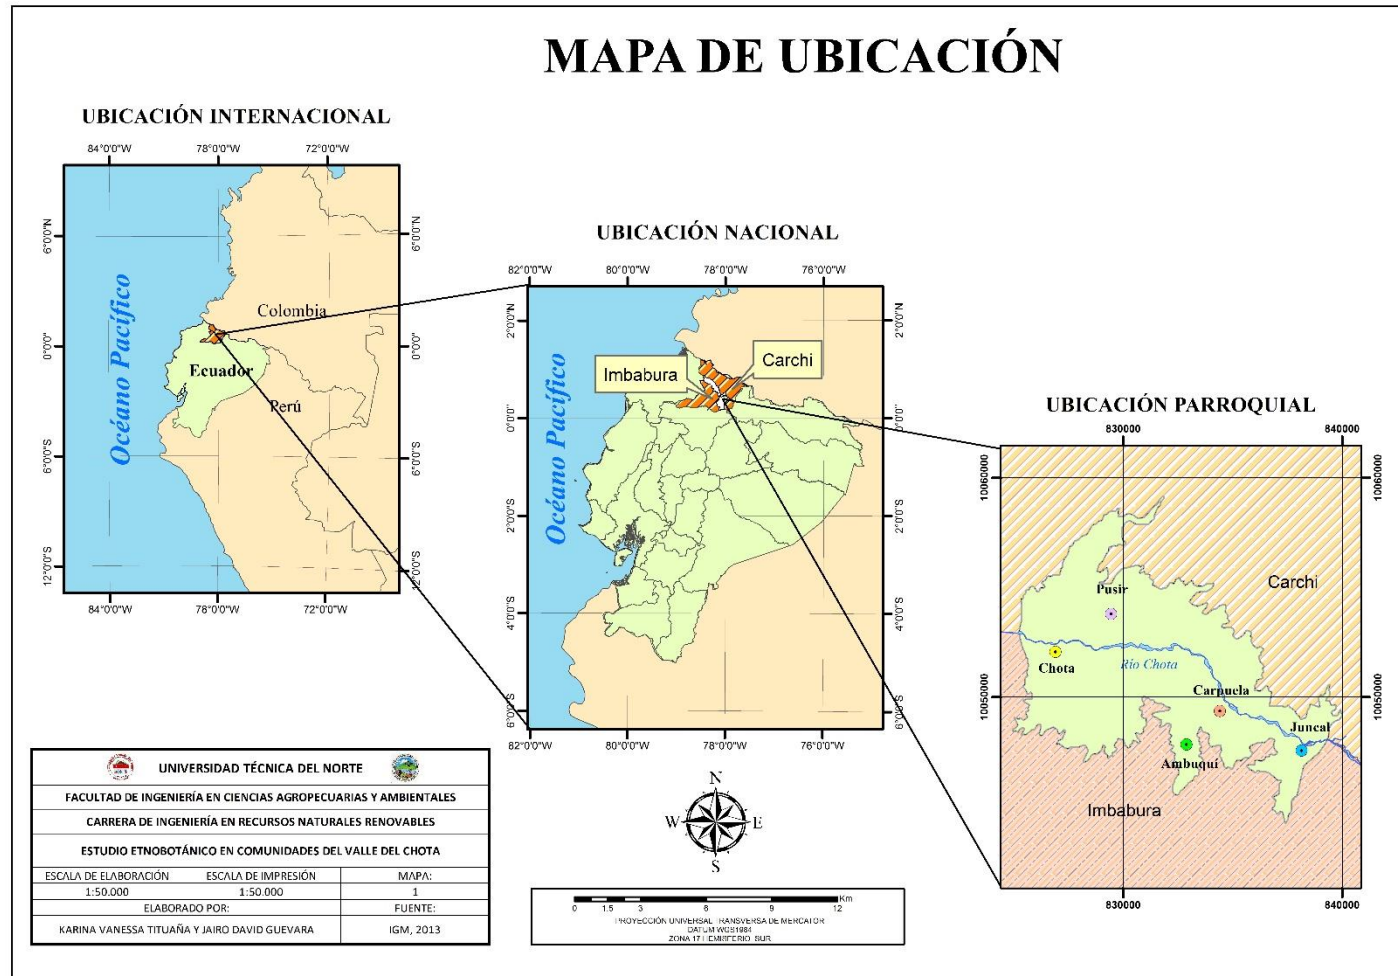 MAPA DE UBICACIÓN
UBICACIÓN INTERNACIONAL
84°0'0"W 78°0'0"W 72°0'0"W
6°0'0"N 6°0'0"N
0°0'0" 0°0'0"
6°0'0"S 6°0'0"S
12°0'0"S 12°0'0"S
Océano Pacífico
Colombia
Ecuador
Perú
84°0'0"W 78°0'0"W 72°0'0"W
UBICACIÓN NACIONAL
82°0'0"W 80°0'0"W 78°0'0"W 76°0'0"W
2°0'0"N 2°0'0"N
0°0'0" 0°0'0"
2°0'0"S 2°0'0"S
4°0'0"S 4°0'0"S
6°0'0"S 6°0'0"S
Océano Pacífico
Imbabura
Carchi
82°0'0"W 80°0'0"W 78°0'0"W 76°0'0"W
UBICACIÓN PARROQUIAL
830000 840000
10060000 10060000
10050000 10050000
Carchi
Pusir
Chota
Río Chota
Carpuela
Juncal
Ambuquí
Imbabura
830000 840000
UNIVERSIDAD TÉCNICA DEL NORTE
FACULTAD DE INGENIERÍA EN CIENCIAS AGROPECUARIAS Y AMBIENTALES
CARRERA DE INGENIERÍA EN RECURSOS NATURALES RENOVABLES
ESTUDIO ETNOBOTÁNICO EN COMUNIDADES DEL VALLE DEL CHOTA
ESCALA DE ELABORACIÓN ESCALA DE IMPRESIÓN MAPA:
1:50.000 1:50.000 1
ELABORADO POR: FUENTE:
KARINA VANESSA TITUAÑA Y JAIRO DAVID GUEVARA IGM, 2013
N
W E
S
0 1.5 3 6 9 12 Km
PROYECCIÓN UNIVERSAL TRANSVERSA DE MERCATOR
DATUM WGS1984
ZONA 17 HEMISFERIO SUR